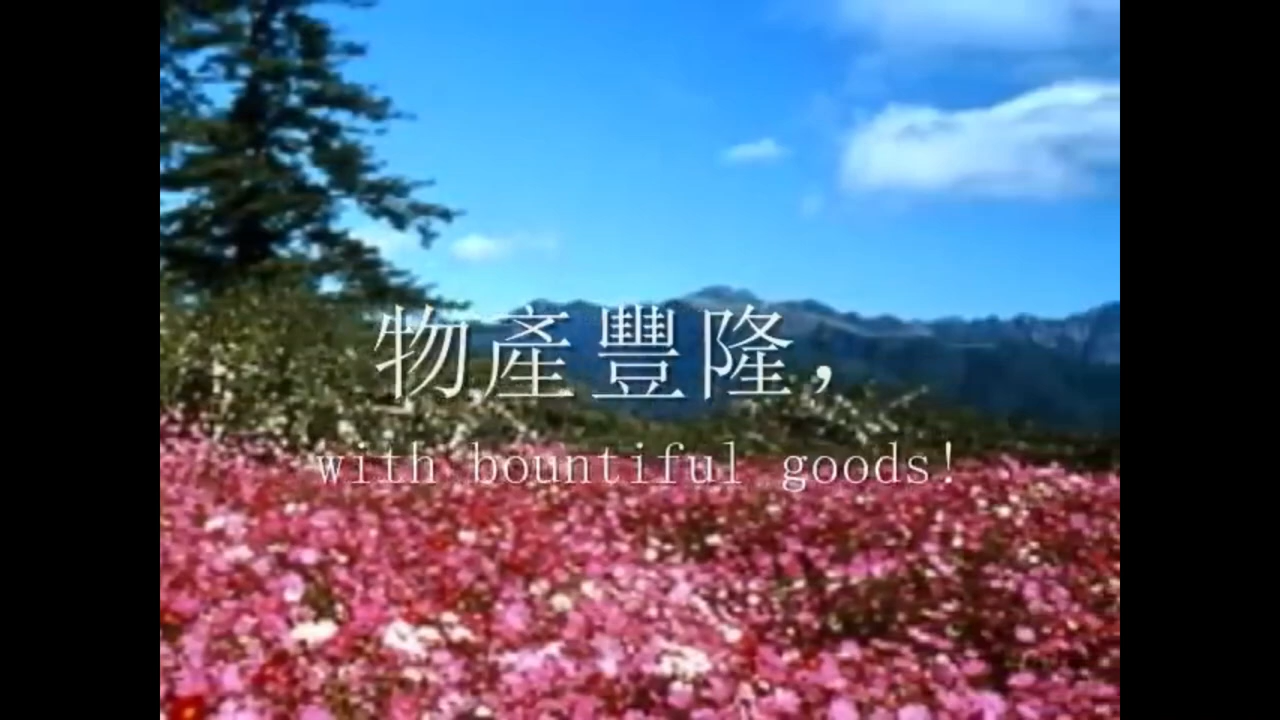 物產豐隆，
with bountiful goods!